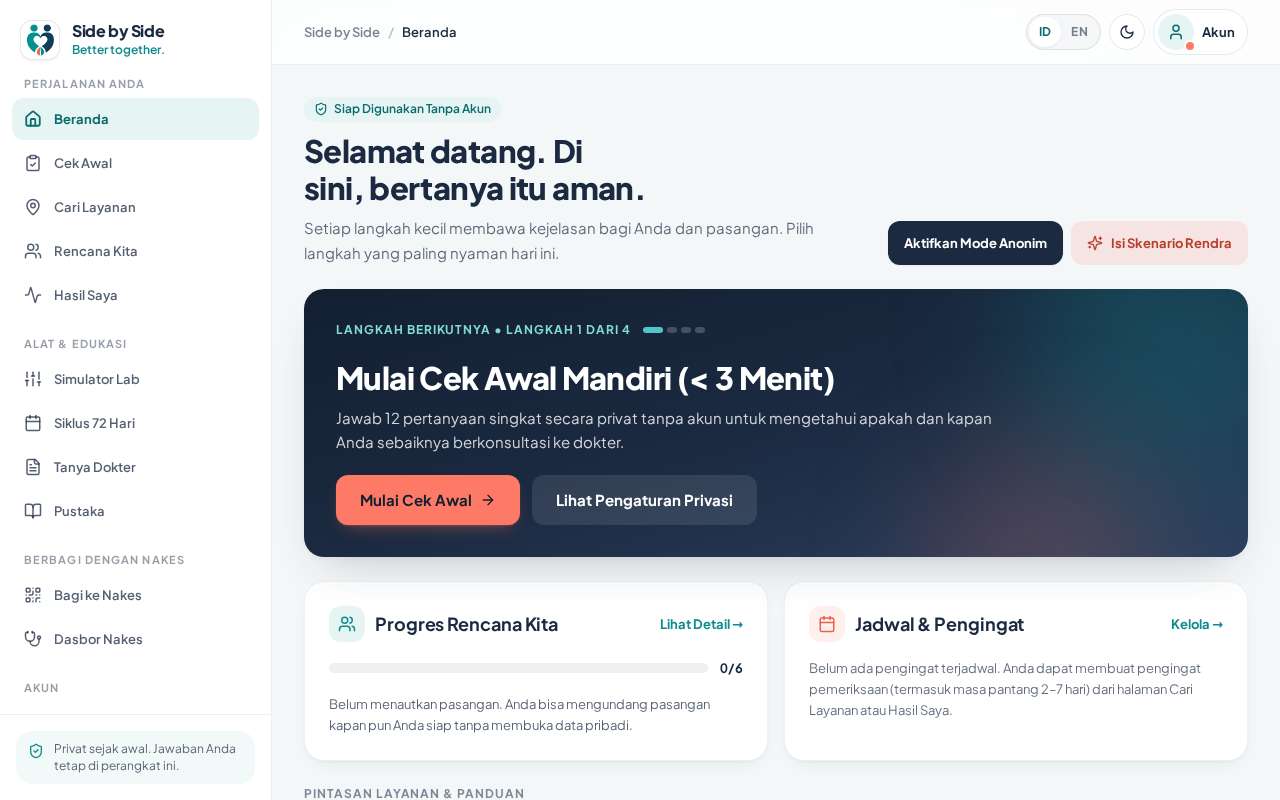 Side by Side
Better together.
PERJALANAN ANDA
Beranda
Cek Awal
Cari Layanan
Rencana Kita
Hasil Saya
ALAT & EDUKASI
Simulator Lab
Siklus 72 Hari
Tanya Dokter
Pustaka
BERBAGI DENGAN NAKES
Bagi ke Nakes
Dasbor Nakes
AKUN
Privat sejak awal. Jawaban Anda
tetap di perangkat ini.
Side by Side / Beranda
ID EN
Akun
Siap Digunakan Tanpa Akun
Selamat datang. Di
sini, bertanya itu aman.
Setiap langkah kecil membawa kejelasan bagi Anda dan pasangan. Pilih
langkah yang paling nyaman hari ini.
Aktifkan Mode Anonim
Isi Skenario Rendra
LANGKAH BERIKUTNYA • LANGKAH 1 DARI 4
Mulai Cek Awal Mandiri (< 3 Menit)
Jawab 12 pertanyaan singkat secara privat tanpa akun untuk mengetahui apakah dan kapan
Anda sebaiknya berkonsultasi ke dokter.
Mulai Cek Awal →
Lihat Pengaturan Privasi
Progres Rencana Kita
Lihat Detail →
0/6
Belum menautkan pasangan. Anda bisa mengundang pasangan
kapan pun Anda siap tanpa membuka data pribadi.
Jadwal & Pengingat
Kelola →
Belum ada pengingat terjadwal. Anda dapat membuat pengingat
pemeriksaan (termasuk masa pantang 2–7 hari) dari halaman Cari
Layanan atau Hasil Saya.
PINTASAN LAYANAN & PANDUAN